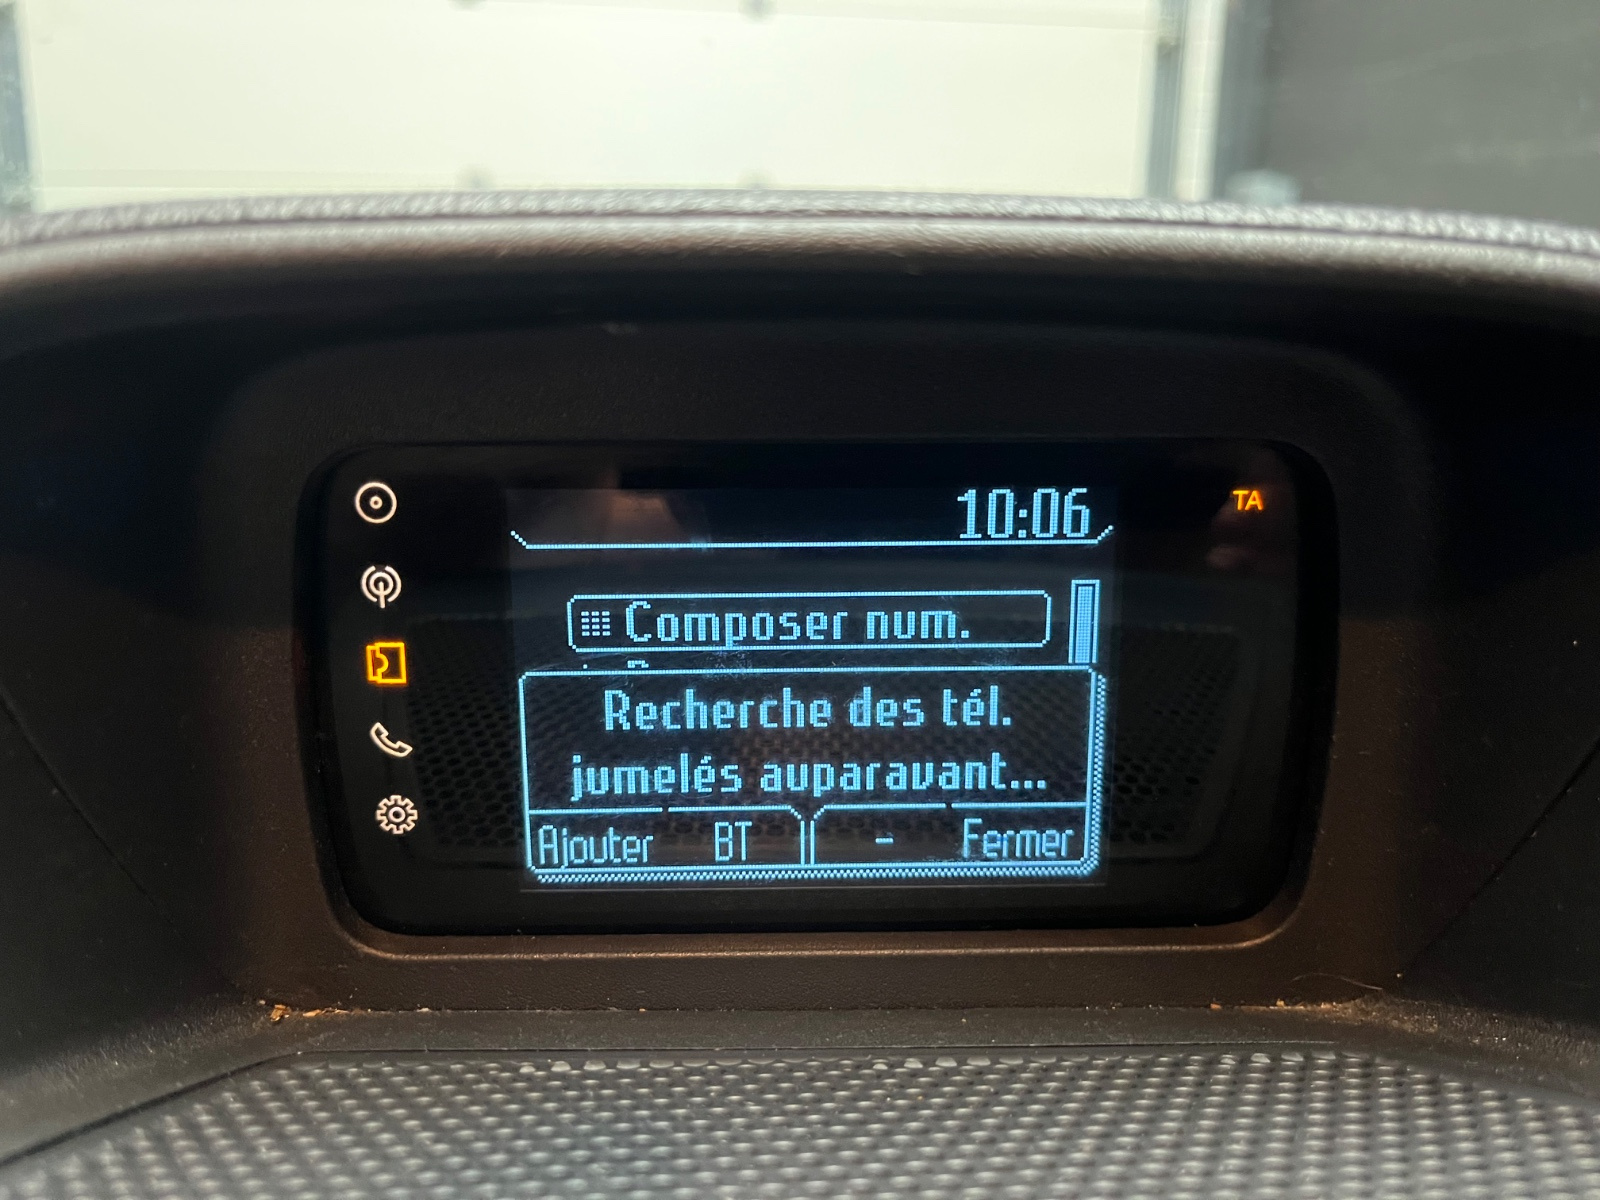 10:06
TA
Composer num.
Recherche des tél.
jumelés auparavant...
Ajouter BT - Fermer